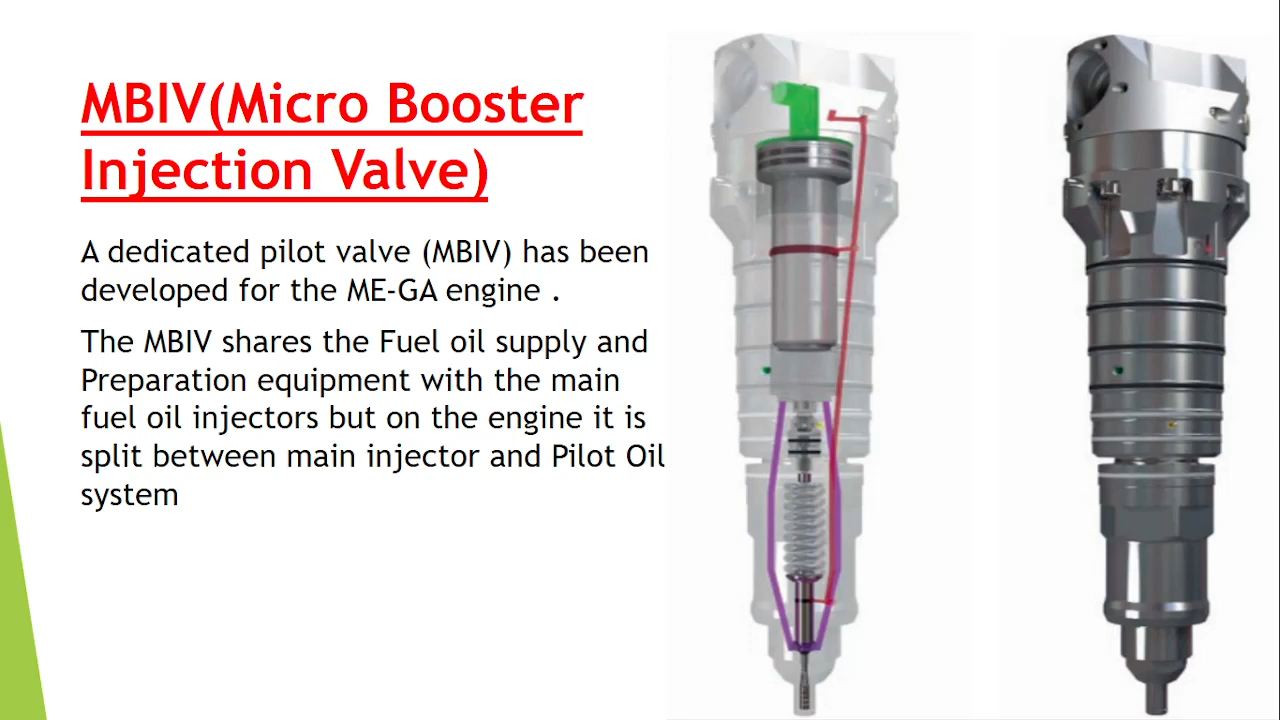 MBIV(Micro Booster
Injection Valve)
A dedicated pilot valve (MBIV) has been
developed for the ME-GA engine .
The MBIV shares the Fuel oil supply and
Preparation equipment with the main
fuel oil injectors but on the engine it is
split between main injector and Pilot Oil
system